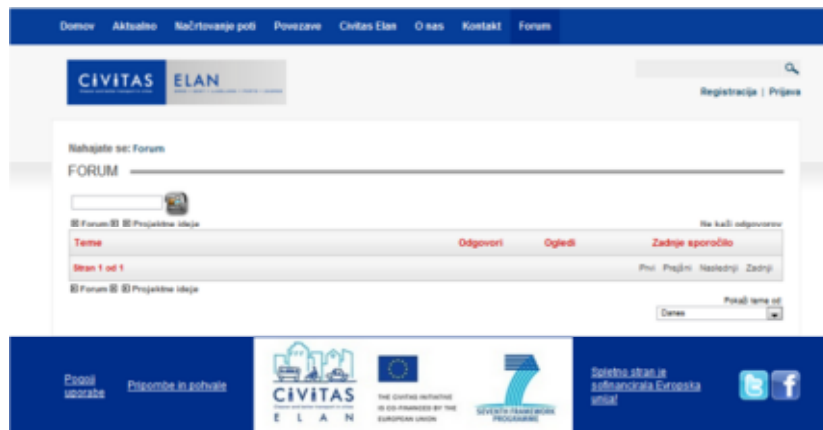 Domov Aktualno Načrtovanje poti Povezave Civitas Elan O nas Kontakt Forum
CiViTAS ELAN
Registracija | Prijava
Nahajate se: Forum
FORUM
Forum Projektne ideje
Ne kaži odgovorov
Teme Odgovori Ogledi Zadnje sporočilo
Stran 1 od 1 Prvi Prejšni Naslednji Zadnji
Forum Projektne ideje
Pokaži teme od:
Danes
Pogoji
uporabe
Pripombe in pohvale
CiViTAS
E L A N
THE CIVITAS INITIATIVE
IS CO-FINANCED BY THE
EUROPEAN UNION
SEVENTH FRAMEWORK
PROGRAMME
Spletno stran je
sofinancirala Evropska
unija!